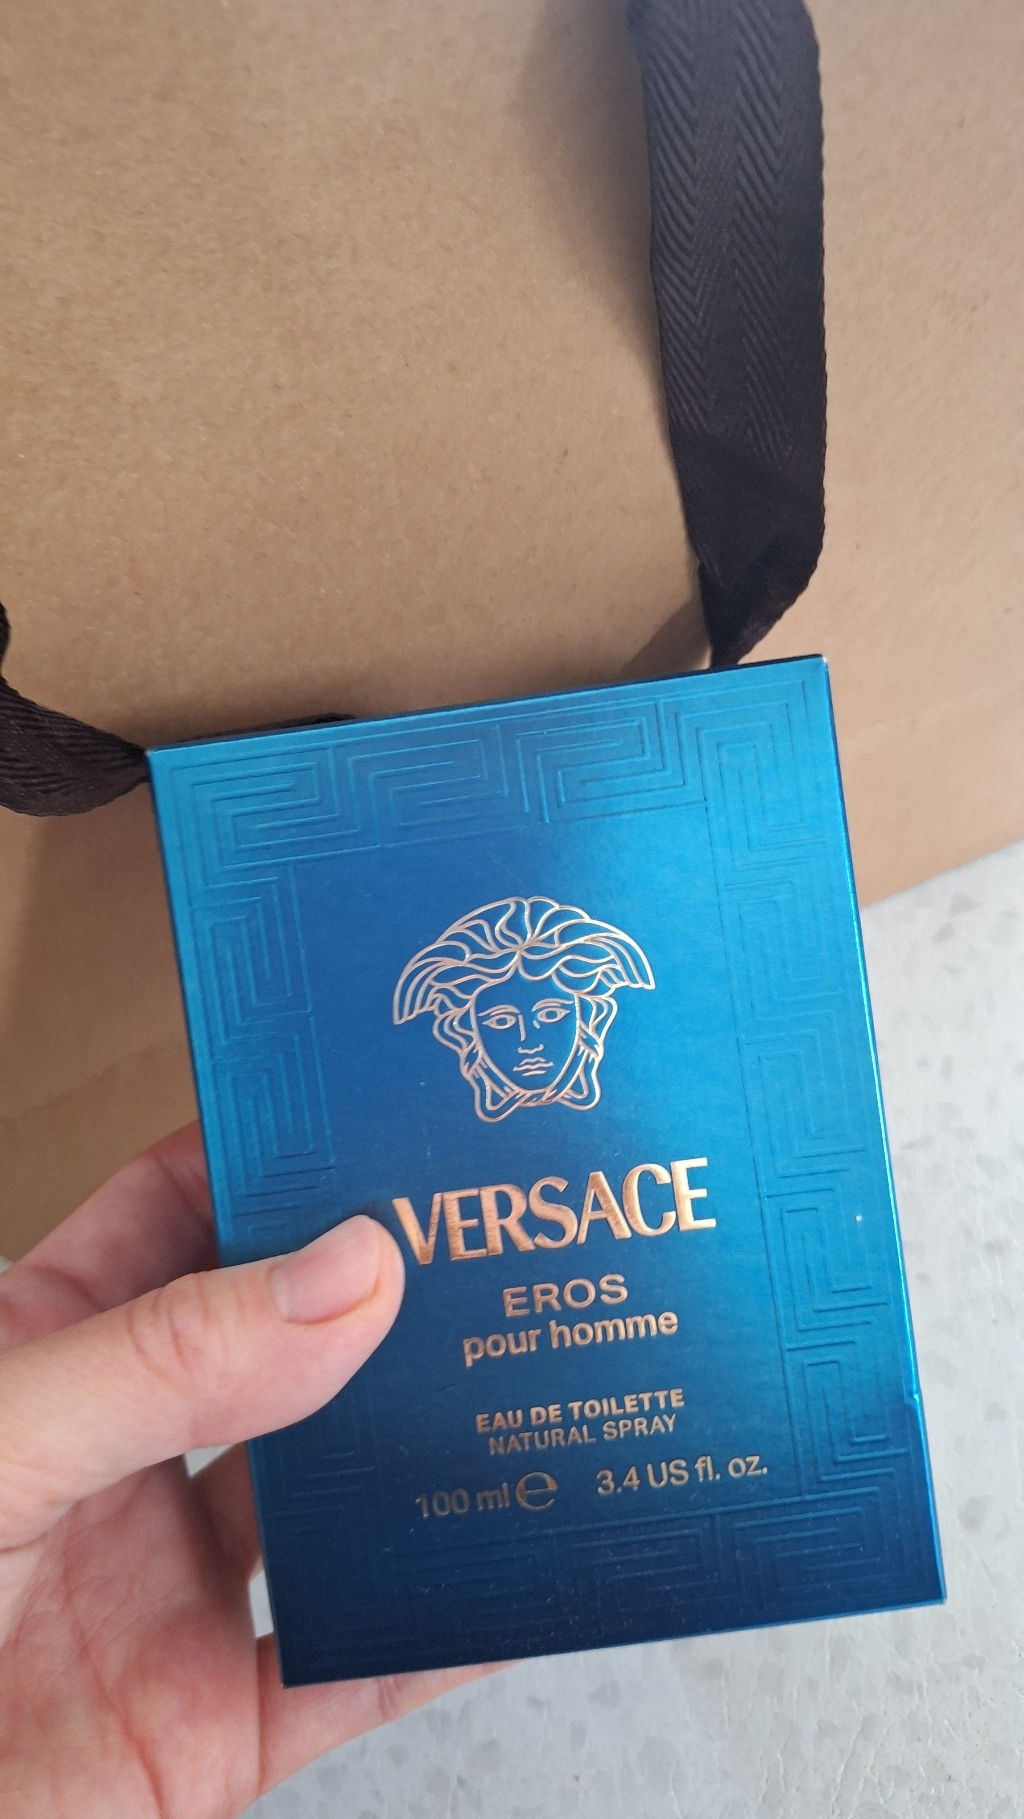 VERSACE
EROS
pour homme
EAU DE TOILETTE
NATURAL SPRAY
100 ml ℮ 3.4 US fl. oz.